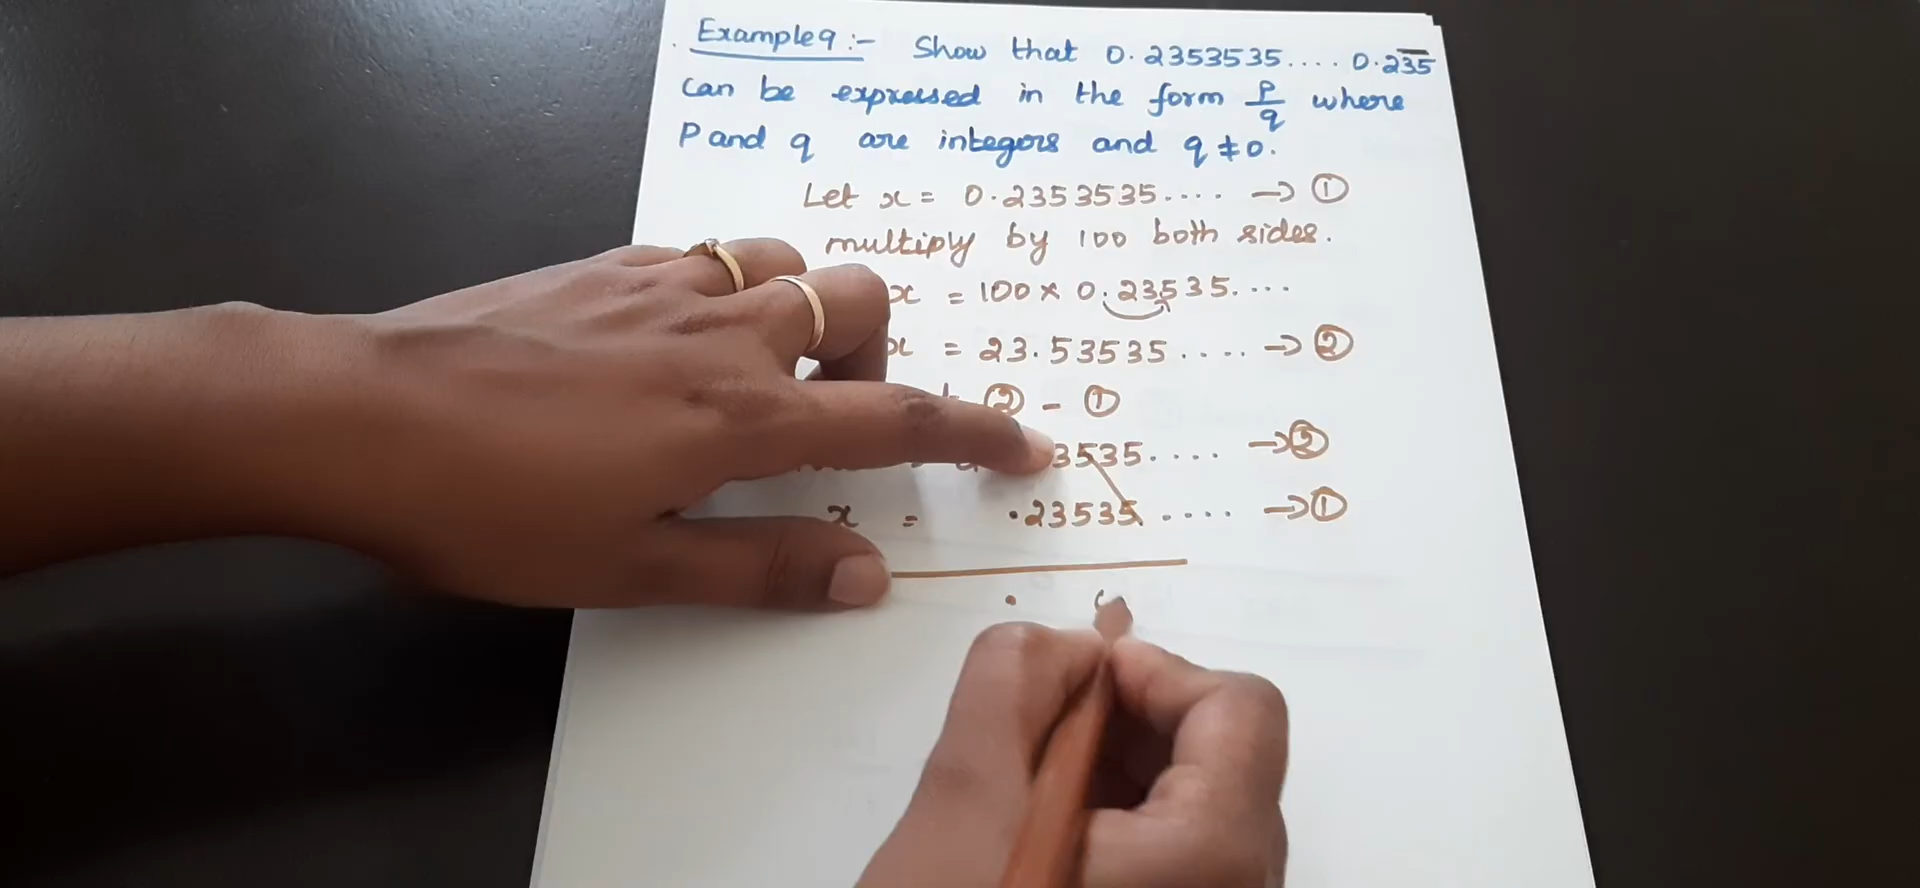 Example 9 :- Show that 0.2353535.... 0.23̅5̅
can be expressed in the form p/q where
P and q are integers and q ≠ 0.
Let x = 0.2353535.... → ①
multiply by 100 both sides.
x = 100 × 0.23535....
x = 23.53535.... → ②
② - ①
3535.... → ②
x = .23535.... → ①
.